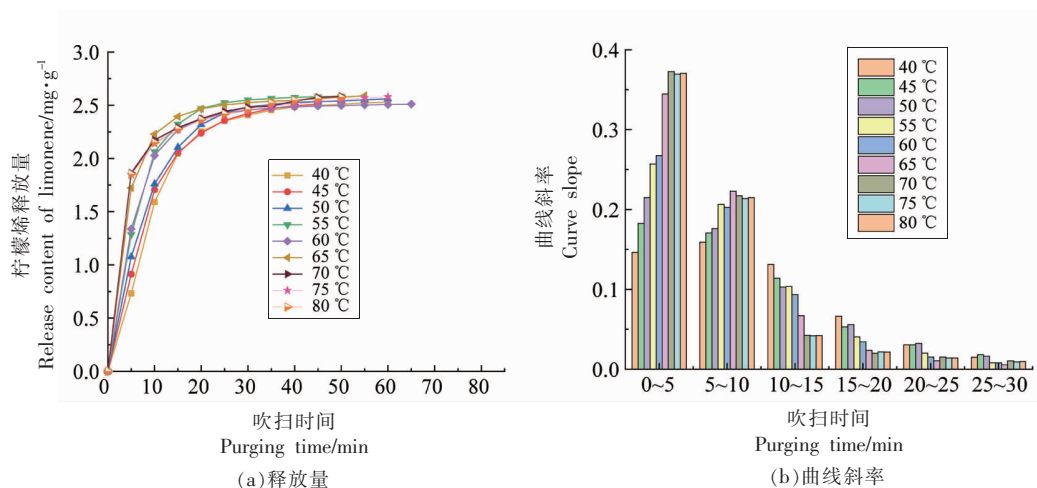 3.0
2.5
2.0
1.5
1.0
0.5
0.0
柠檬烯释放量
Release content of limonene/mg·g⁻¹
40 ℃
45 ℃
50 ℃
55 ℃
60 ℃
65 ℃
70 ℃
75 ℃
80 ℃
0 10 20 30 40 50 60 70 80
吹扫时间
Purging time/min
(a)释放量
0.4
0.3
0.2
0.1
0.0
曲线斜率
Curve slope
40 ℃
45 ℃
50 ℃
55 ℃
60 ℃
65 ℃
70 ℃
75 ℃
80 ℃
0~5 5~10 10~15 15~20 20~25 25~30
吹扫时间
Purging time/min
(b)曲线斜率